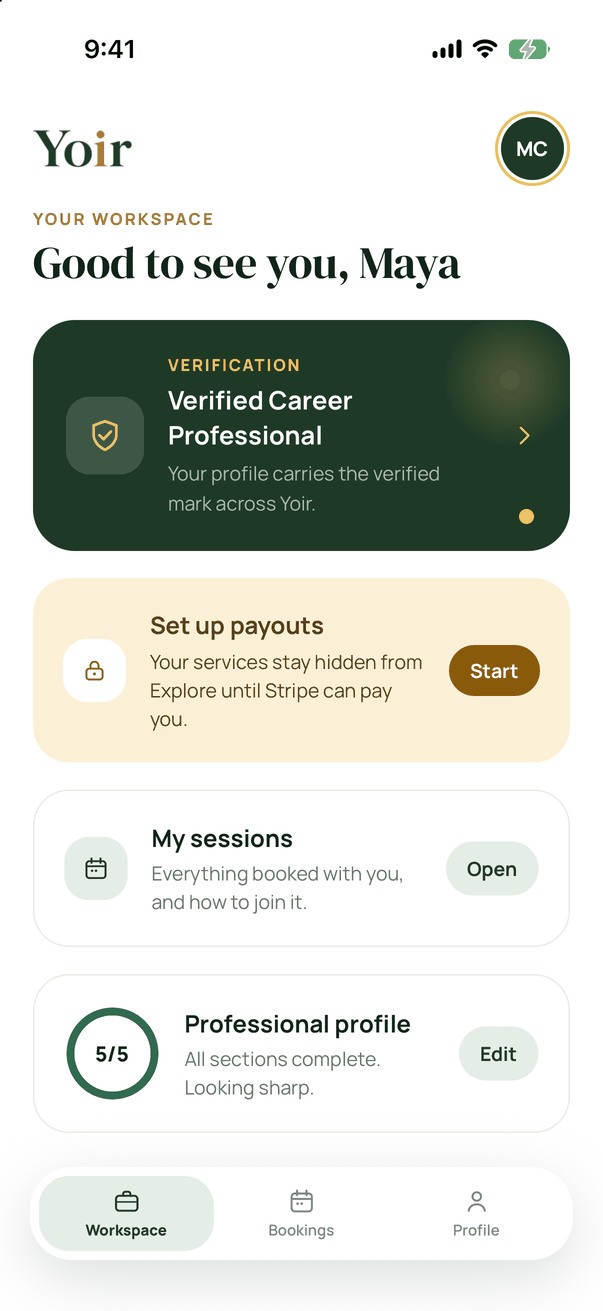 9:41
Yoir
MC
YOUR WORKSPACE
Good to see you, Maya
VERIFICATION
Verified Career
Professional
Your profile carries the verified
mark across Yoir.
Set up payouts
Your services stay hidden from
Explore until Stripe can pay
you.
Start
My sessions
Everything booked with you,
and how to join it.
Open
5/5
Professional profile
All sections complete.
Looking sharp.
Edit
Workspace
Bookings
Profile